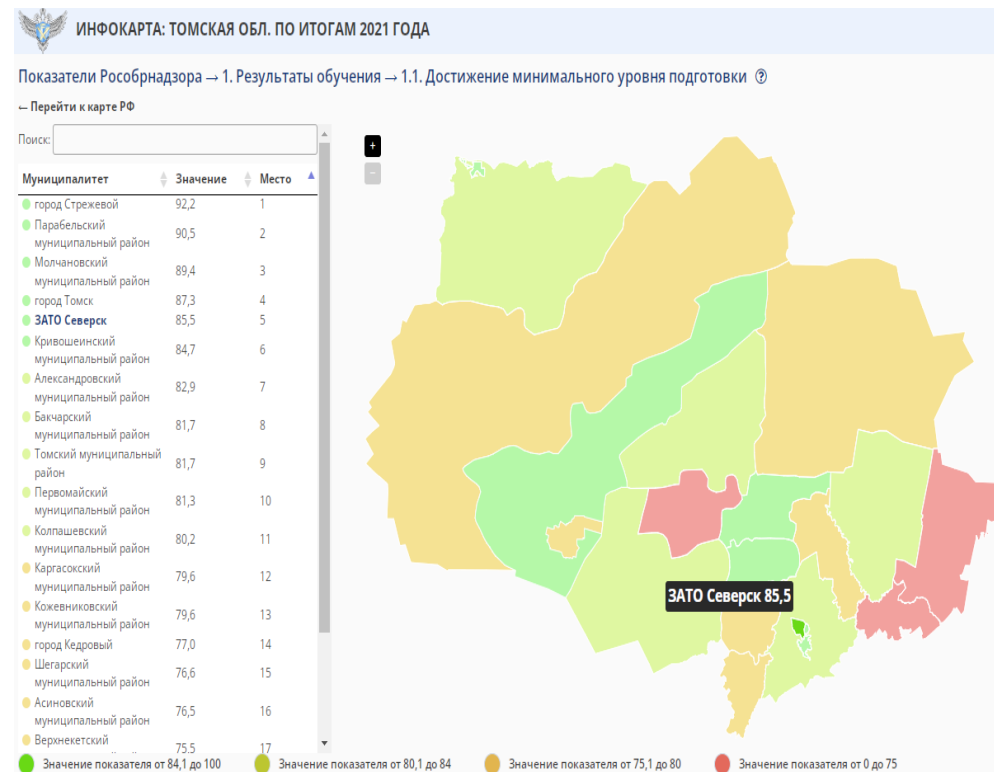 ИНФОКАРТА: ТОМСКАЯ ОБЛ. ПО ИТОГАМ 2021 ГОДА
Показатели Рособрнадзора → 1. Результаты обучения → 1.1. Достижение минимального уровня подготовки ?
← Перейти к карте РФ
Поиск:
+
−
Муниципалитет Значение Место
город Стрежевой 92,2 1
Парабельский
муниципальный район 90,5 2
Молчановский
муниципальный район 89,4 3
город Томск 87,3 4
ЗАТО Северск 85,5 5
Кривошеинский
муниципальный район 84,7 6
Александровский
муниципальный район 82,9 7
Бакчарский
муниципальный район 81,7 8
Томский муниципальный
район 81,7 9
Первомайский
муниципальный район 81,3 10
Колпашевский
муниципальный район 80,2 11
Каргасокский
муниципальный район 79,6 12
Кожевниковский
муниципальный район 79,6 13
город Кедровый 77,0 14
Шегарский
муниципальный район 76,6 15
Асиновский
муниципальный район 76,5 16
Верхнекетский
75,5 17
ЗАТО Северск 85,5
Значение показателя от 84,1 до 100 Значение показателя от 80,1 до 84 Значение показателя от 75,1 до 80 Значение показателя от 0 до 75